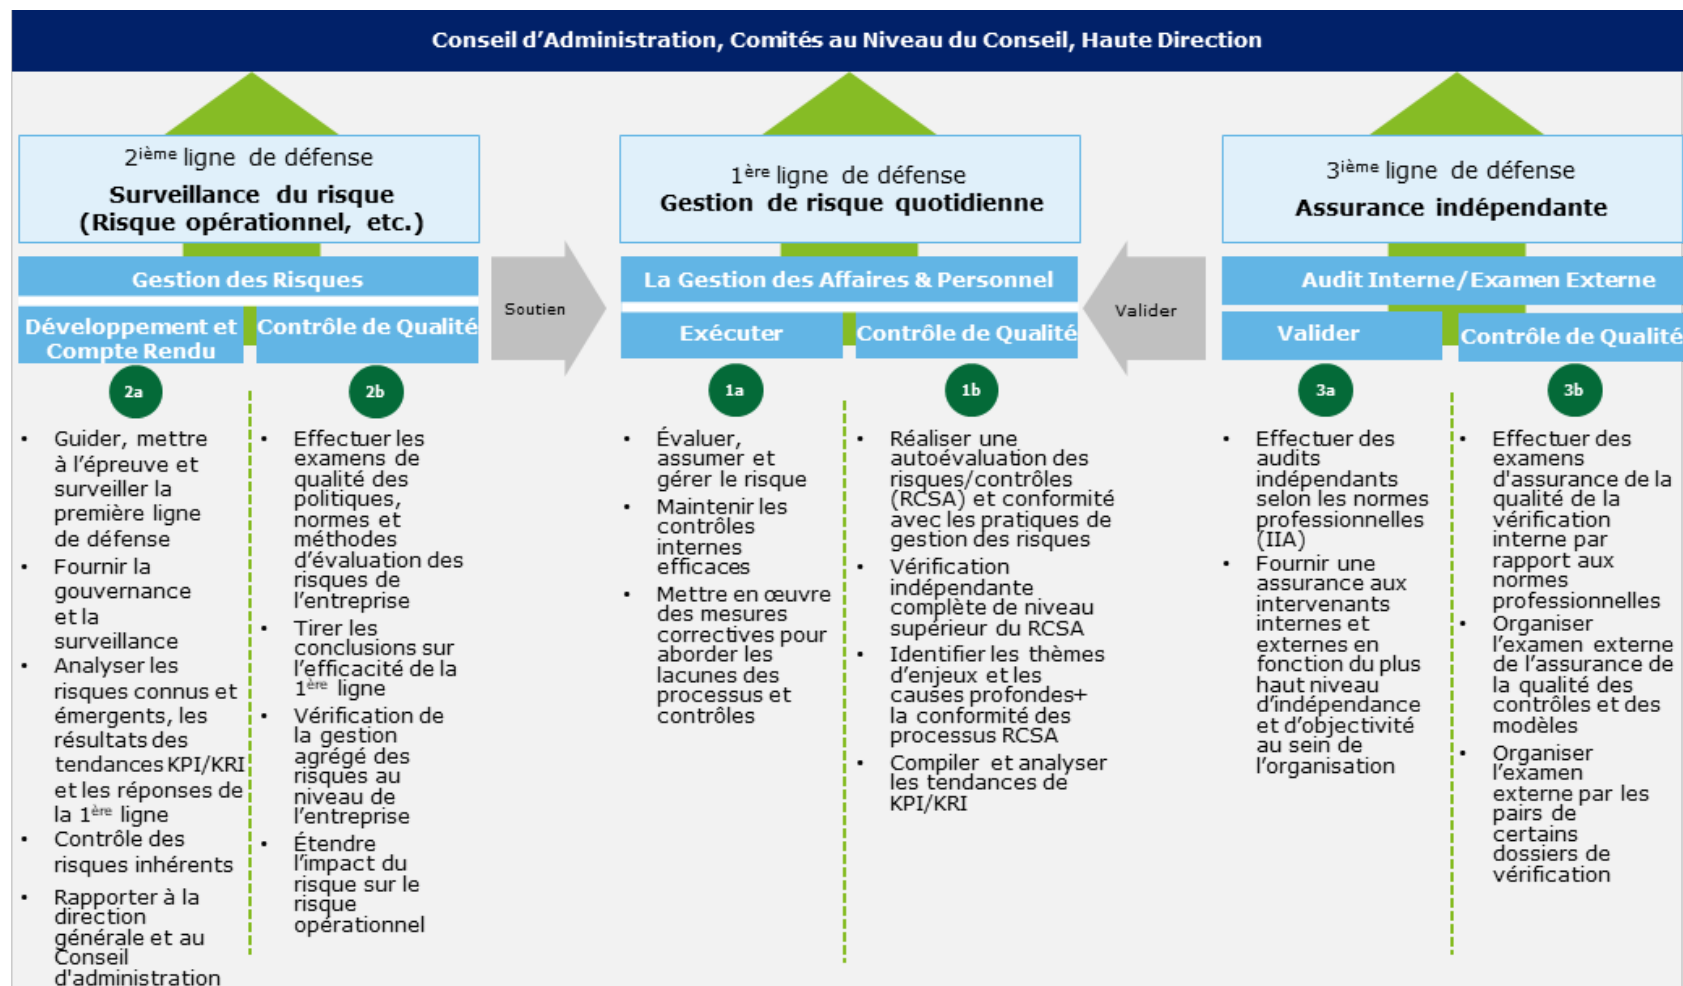 Conseil d'Administration, Comités au Niveau du Conseil, Haute Direction
2ième ligne de défense
Surveillance du risque
(Risque opérationnel, etc.)
Gestion des Risques
Développement et
Compte Rendu
Contrôle de Qualité
2a
• Guider, mettre
à l'épreuve et
surveiller la
première ligne
de défense
• Fournir la
gouvernance
et la
surveillance
• Analyser les
risques connus et
émergents, les
résultats des
tendances KPI/KRI
et les réponses de
la 1ère ligne
• Contrôle des
risques inhérents
• Rapporter à la
direction
générale et au
Conseil
d'administration
2b
• Effectuer les
examens de
qualité des
politiques,
normes et
méthodes
d'évaluation des
risques de
l'entreprise
• Tirer les
conclusions sur
l'efficacité de la
1ère ligne
• Vérification de
la gestion
agrégé des
risques au
niveau de
l'entreprise
• Étendre
l'impact du
risque sur le
risque
opérationnel
Soutien
1ère ligne de défense
Gestion de risque quotidienne
La Gestion des Affaires & Personnel
Exécuter
Contrôle de Qualité
1a
• Évaluer,
assumer et
gérer le risque
• Maintenir les
contrôles
internes
efficaces
• Mettre en œuvre
des mesures
correctives pour
aborder les
lacunes des
processus et
contrôles
1b
• Réaliser une
autoévaluation des
risques/contrôles
(RCSA) et conformité
avec les pratiques de
gestion des risques
• Vérification
indépendante
complète de niveau
supérieur du RCSA
• Identifier les thèmes
d'enjeux et les
causes profondes+
la conformité des
processus RCSA
• Compiler et analyser
les tendances de
KPI/KRI
Valider
3ième ligne de défense
Assurance indépendante
Audit Interne/Examen Externe
Valider
Contrôle de Qualité
3a
• Effectuer des
audits
indépendants
selon les normes
professionnelles
(IIA)
• Fournir une
assurance aux
intervenants
internes et
externes en
fonction du plus
haut niveau
d'indépendance
et d'objectivité
au sein de
l'organisation
3b
• Effectuer des
examens
d'assurance de la
qualité de la
vérification
interne par
rapport aux
normes
professionnelles
• Organiser
l'examen externe
de l'assurance de
la qualité des
contrôles et des
modèles
• Organiser
l'examen
externe par les
pairs de
certains
dossiers de
vérification